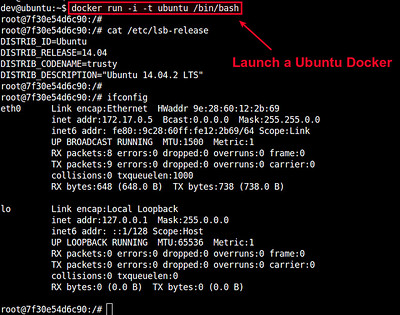 dev@ubuntu:~$ docker run -i -t ubuntu /bin/bash
root@7f30e54d6c90:/#
root@7f30e54d6c90:/# cat /etc/lsb-release
DISTRIB_ID=Ubuntu
DISTRIB_RELEASE=14.04
DISTRIB_CODENAME=trusty
DISTRIB_DESCRIPTION="Ubuntu 14.04.2 LTS"
Launch a Ubuntu Docker
root@7f30e54d6c90:/#
root@7f30e54d6c90:/# ifconfig
eth0 Link encap:Ethernet HWaddr 9e:28:60:12:2b:69
inet addr:172.17.0.5 Bcast:0.0.0.0 Mask:255.255.0.0
inet6 addr: fe80::9c28:60ff:fe12:2b69/64 Scope:Link
UP BROADCAST RUNNING MTU:1500 Metric:1
RX packets:8 errors:0 dropped:0 overruns:0 frame:0
TX packets:9 errors:0 dropped:0 overruns:0 carrier:0
collisions:0 txqueuelen:1000
RX bytes:648 (648.0 B) TX bytes:738 (738.0 B)
lo Link encap:Local Loopback
inet addr:127.0.0.1 Mask:255.0.0.0
inet6 addr: ::1/128 Scope:Host
UP LOOPBACK RUNNING MTU:65536 Metric:1
RX packets:0 errors:0 dropped:0 overruns:0 frame:0
TX packets:0 errors:0 dropped:0 overruns:0 carrier:0
collisions:0 txqueuelen:0
RX bytes:0 (0.0 B) TX bytes:0 (0.0 B)
root@7f30e54d6c90:/#